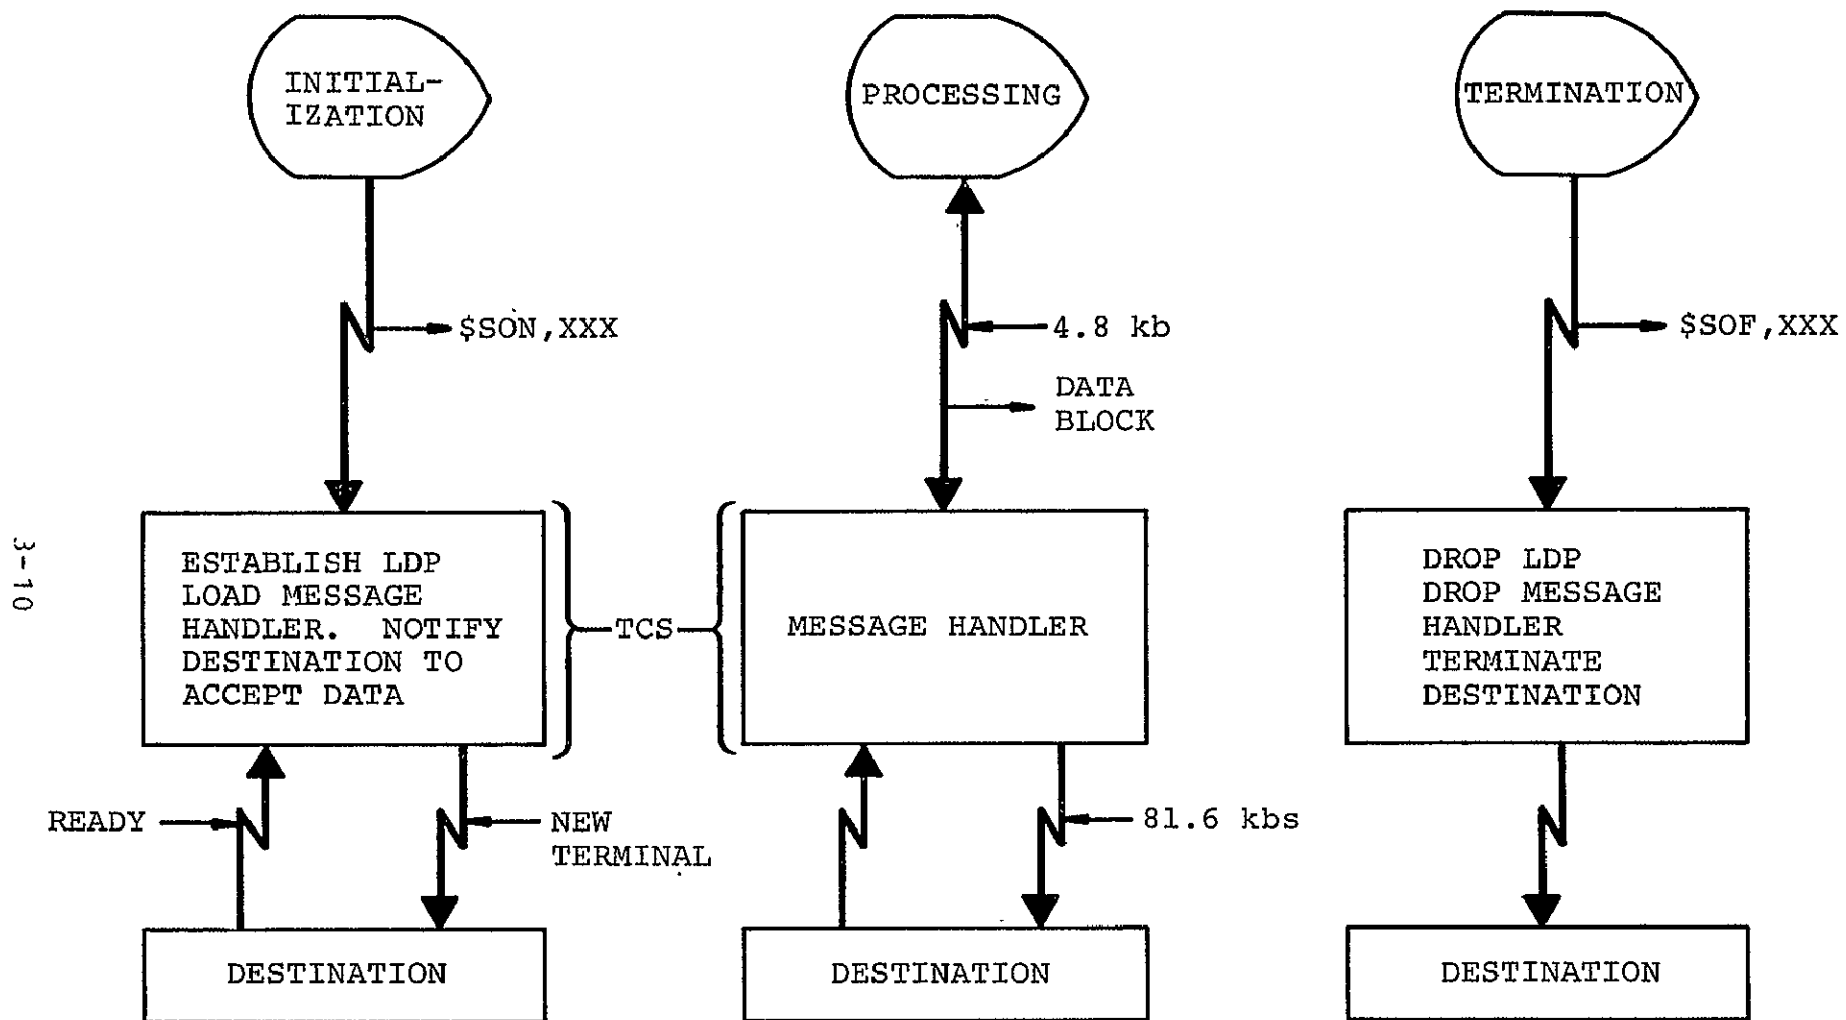 INITIAL-
IZATION
PROCESSING
TERMINATION
$SON,XXX
4.8 kb
$SOF,XXX
DATA
BLOCK
ESTABLISH LDP
LOAD MESSAGE
HANDLER. NOTIFY
DESTINATION TO
ACCEPT DATA
TCS
MESSAGE HANDLER
DROP LDP
DROP MESSAGE
HANDLER
TERMINATE
DESTINATION
READY
NEW
TERMINAL
81.6 kbs
DESTINATION
DESTINATION
DESTINATION
3-10